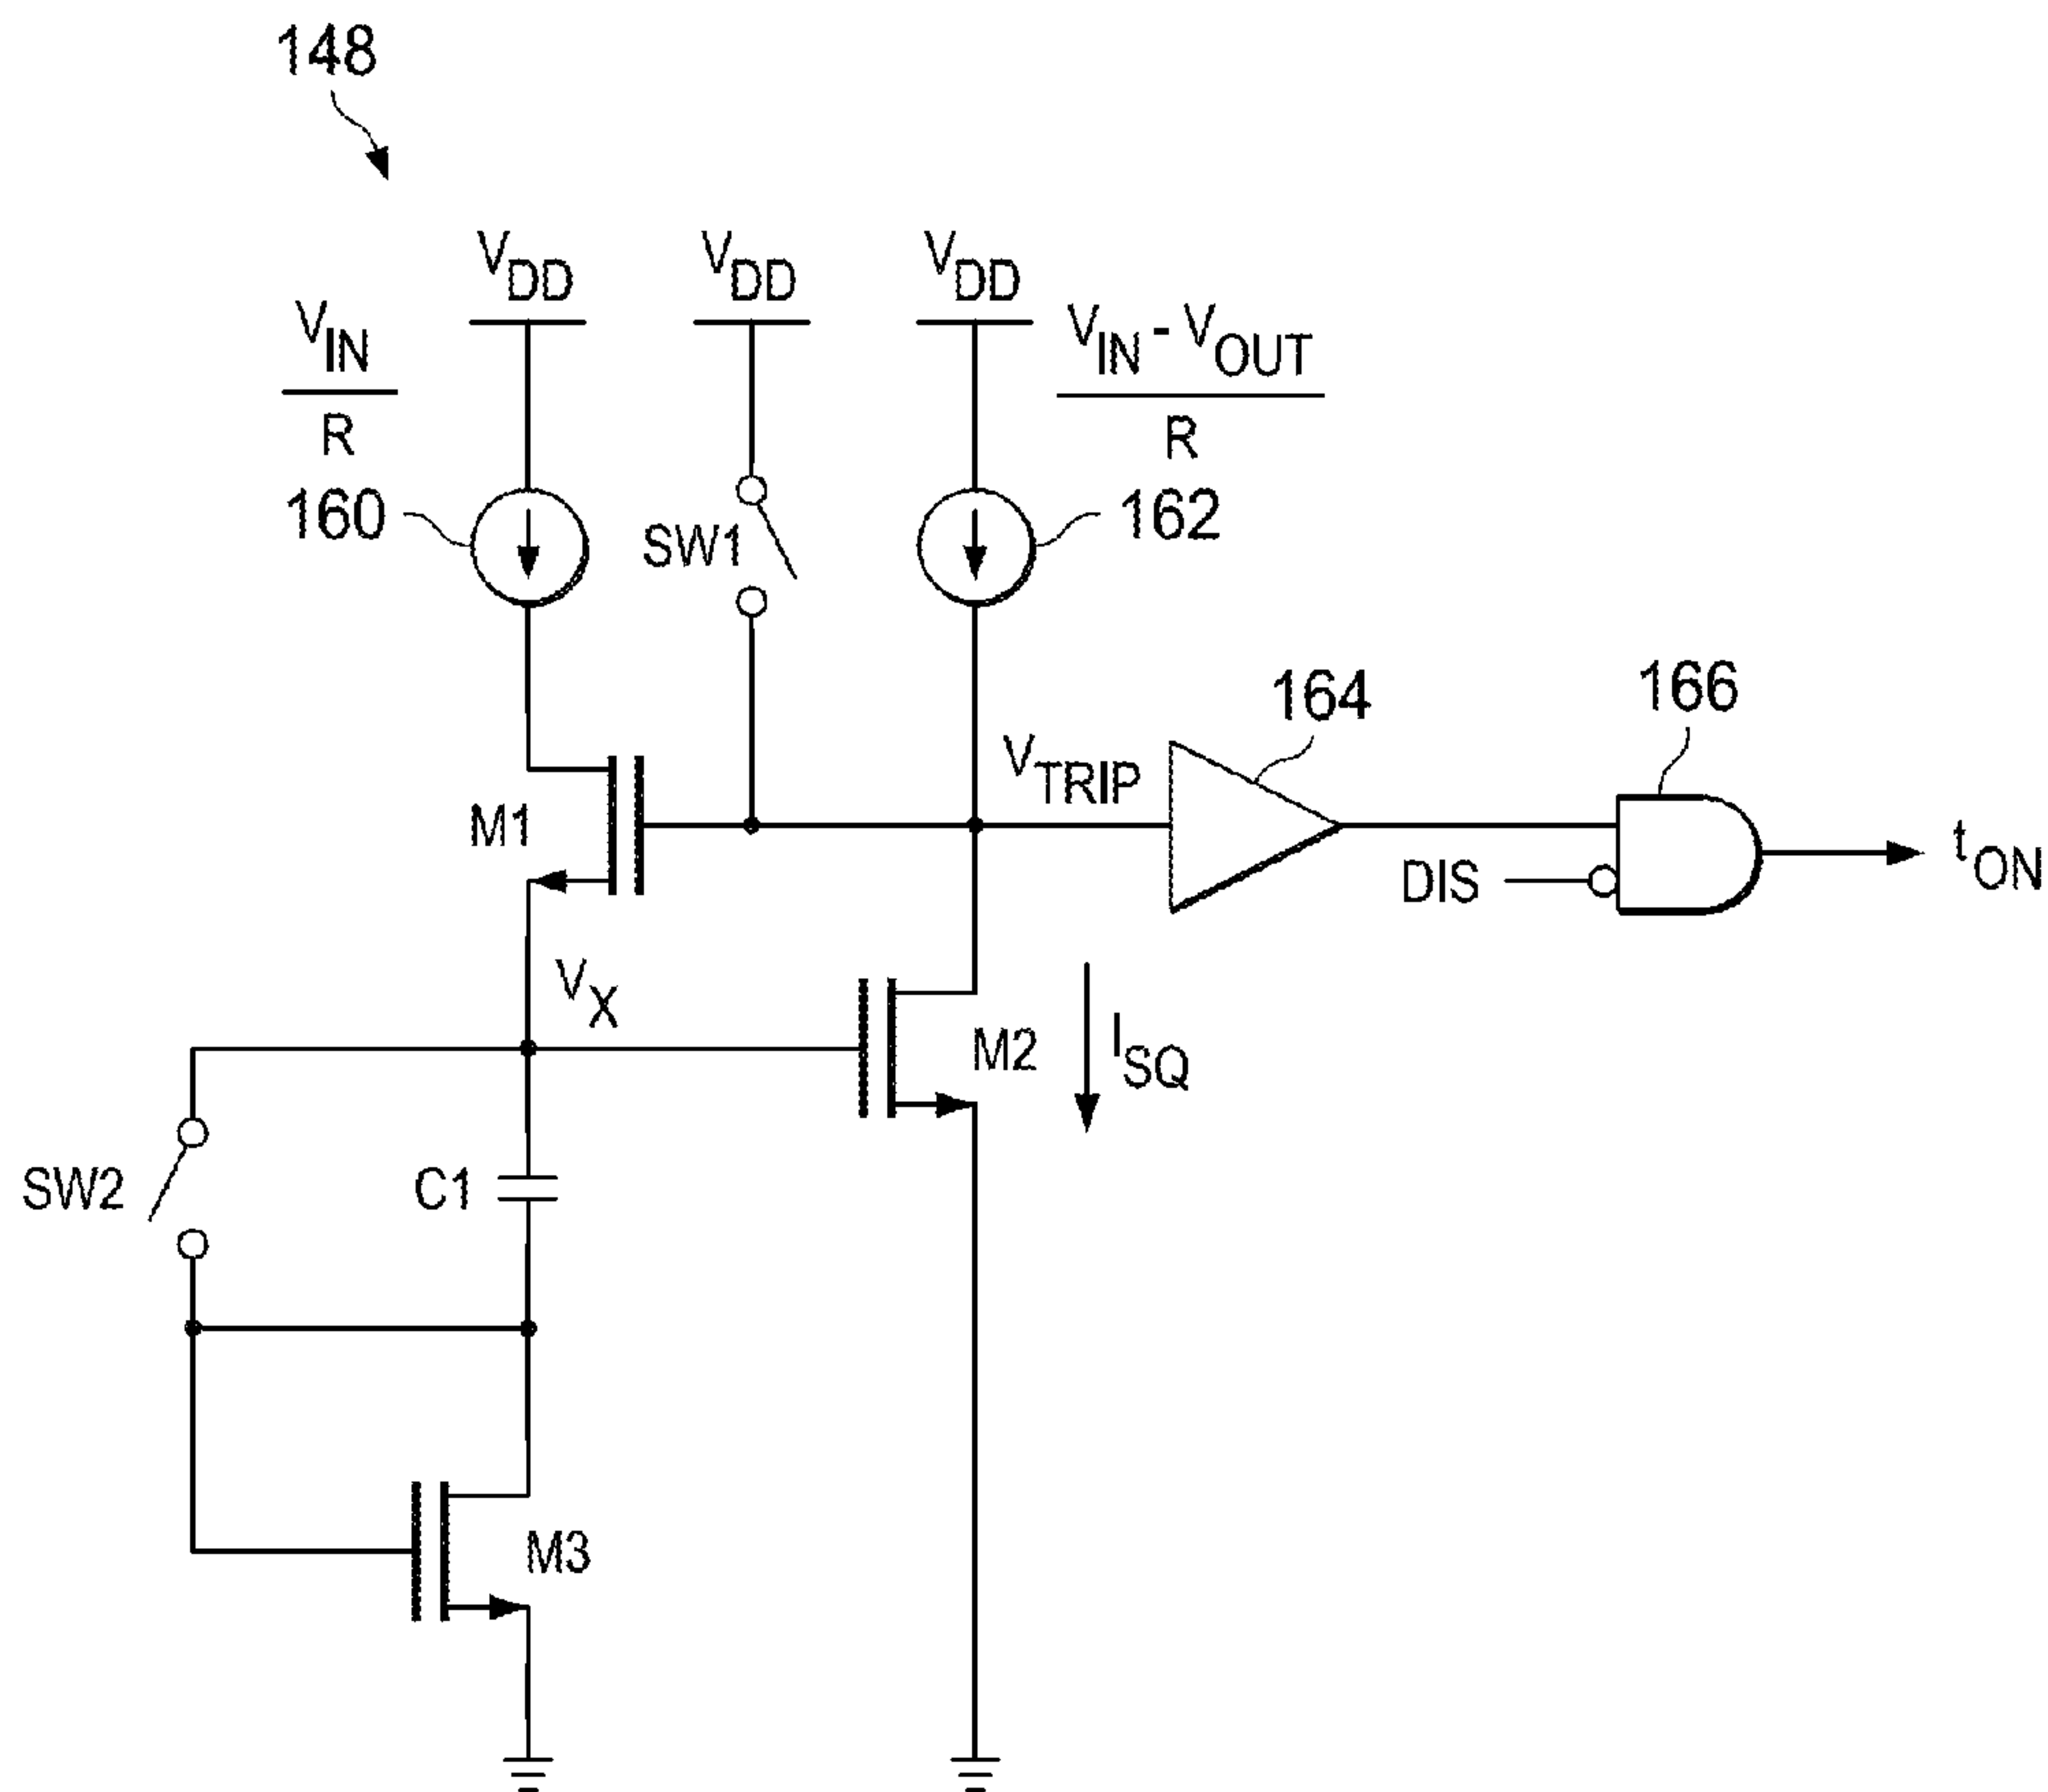 148
VDD
VDD
VDD
VIN
R
VIN - VOUT
R
160
SW1
162
164
166
VTRIP
M1
tON
DIS
VX
M2
ISQ
SW2
C1
M3